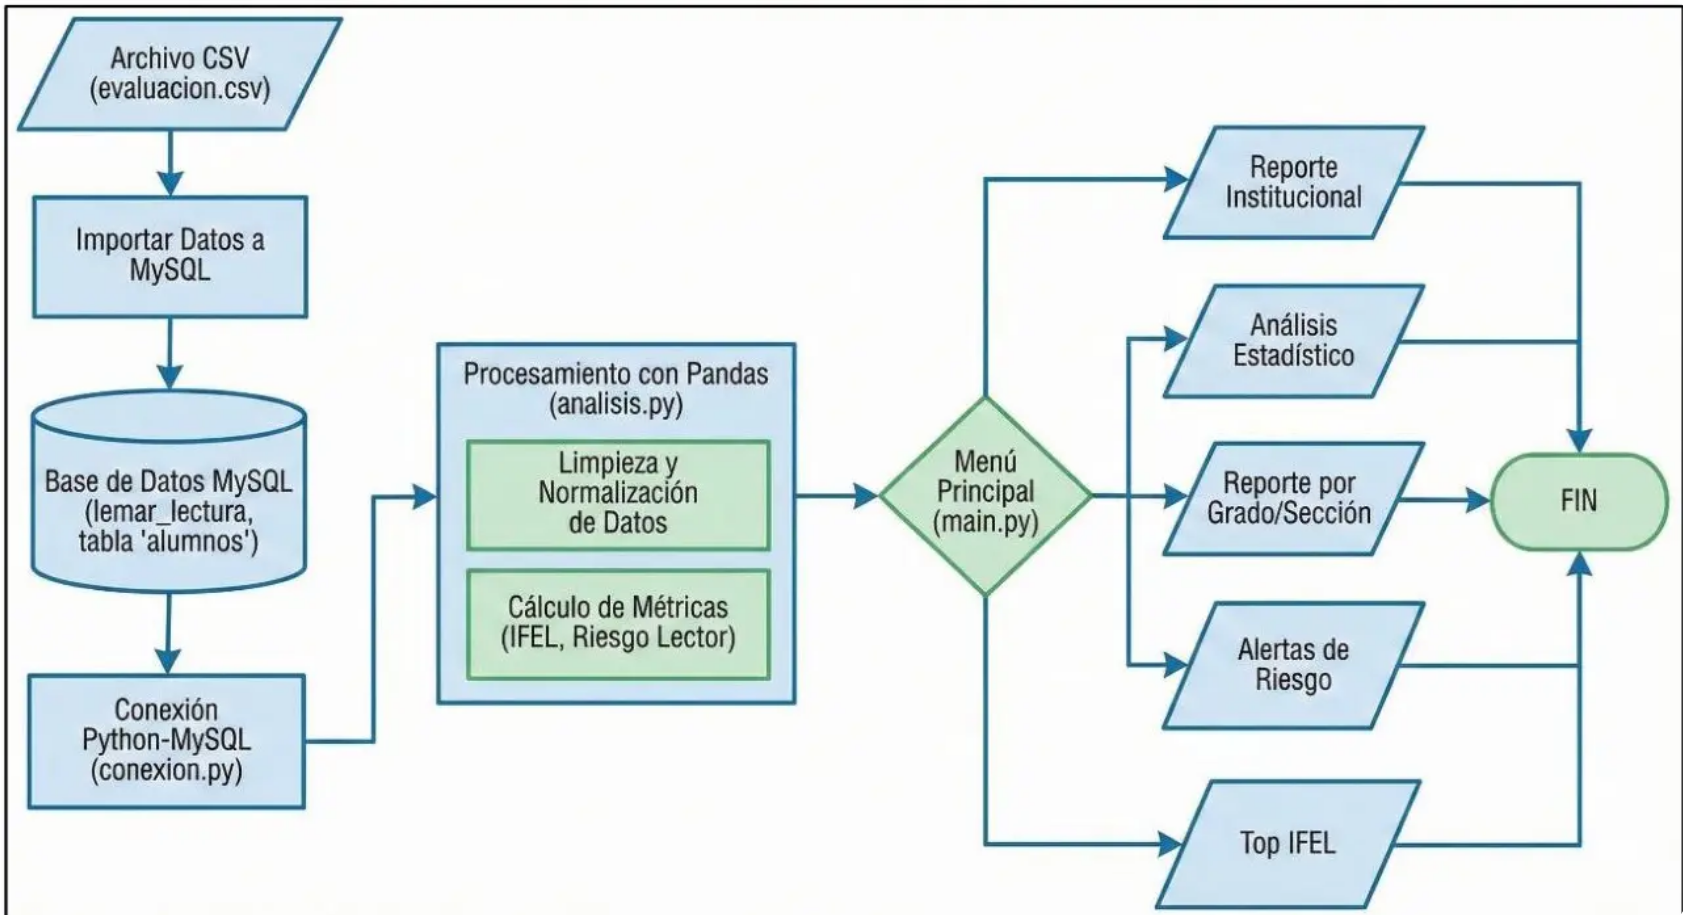 Archivo CSV
(evaluacion.csv)
Importar Datos a
MySQL
Base de Datos MySQL
(lemar_lectura,
tabla 'alumnos')
Conexión
Python-MySQL
(conexion.py)
Procesamiento con Pandas
(analisis.py)
Limpieza y
Normalización
de Datos
Cálculo de Métricas
(IFEL, Riesgo Lector)
Menú
Principal
(main.py)
Reporte
Institucional
Análisis
Estadístico
Reporte por
Grado/Sección
Alertas de
Riesgo
Top IFEL
FIN